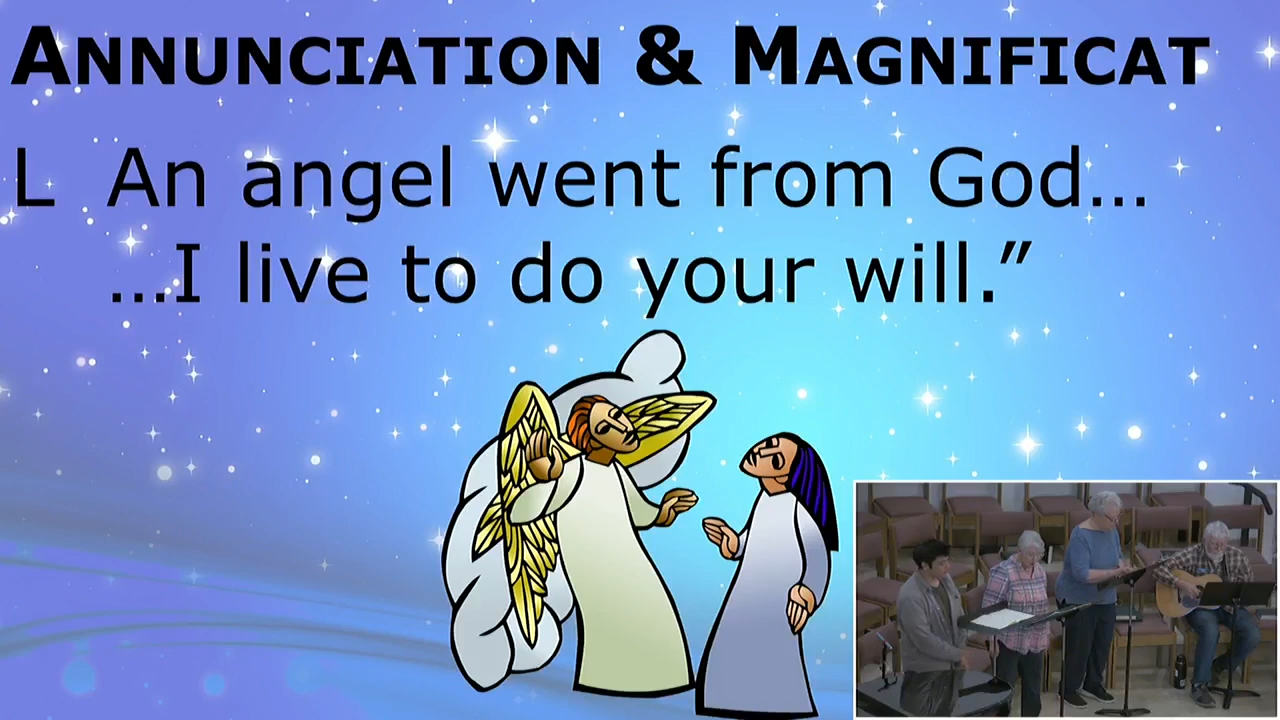 ANNUNCIATION & MAGNIFICAT
L An angel went from God…
…I live to do your will.”